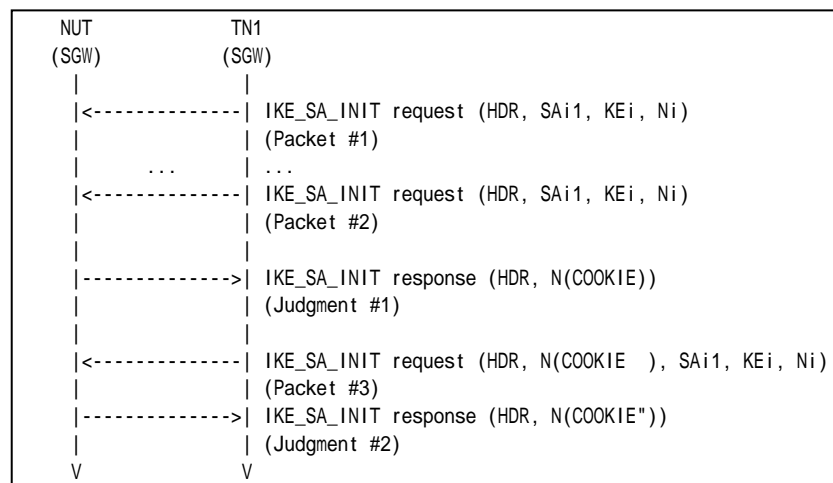 NUT TN1
(SGW) (SGW)
| |
|<--------------| IKE_SA_INIT request (HDR, SAi1, KEi, Ni)
| | (Packet #1)
| ... | ...
|<--------------| IKE_SA_INIT request (HDR, SAi1, KEi, Ni)
| | (Packet #2)
| |
|-------------->| IKE_SA_INIT response (HDR, N(COOKIE))
| | (Judgment #1)
| |
|<--------------| IKE_SA_INIT request (HDR, N(COOKIE ), SAi1, KEi, Ni)
| | (Packet #3)
|-------------->| IKE_SA_INIT response (HDR, N(COOKIE"))
| | (Judgment #2)
V V